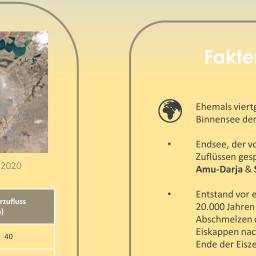 2020
rzufluss
)
40
Fakte
Ehemals viertg
Binnensee der
• Endsee, der vo
Zuflüssen gesp
Amu-Darja & S
• Entstand vor e
20.000 Jahren
Abschmelzen d
Eiskappen nac
Ende der Eisze